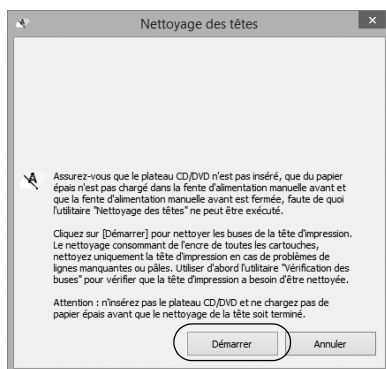 Nettoyage des têtes
Assurez-vous que le plateau CD/DVD n'est pas inséré, que du papier
épais n'est pas chargé dans la fente d'alimentation manuelle avant et
que la fente d'alimentation manuelle avant est fermée, faute de quoi
l'utilitaire "Nettoyage des têtes" ne peut être exécuté.
Cliquez sur [Démarrer] pour nettoyer les buses de la tête d'impression.
Le nettoyage consommant de l'encre de toutes les cartouches,
nettoyez uniquement la tête d'impression en cas de problèmes de
lignes manquantes ou pâles. Utiliser d'abord l'utilitaire "Vérification des
buses" pour vérifier que la tête d'impression a besoin d'être nettoyée.
Attention : n'insérez pas le plateau CD/DVD et ne chargez pas de
papier épais avant que le nettoyage de la tête soit terminé.
Démarrer
Annuler